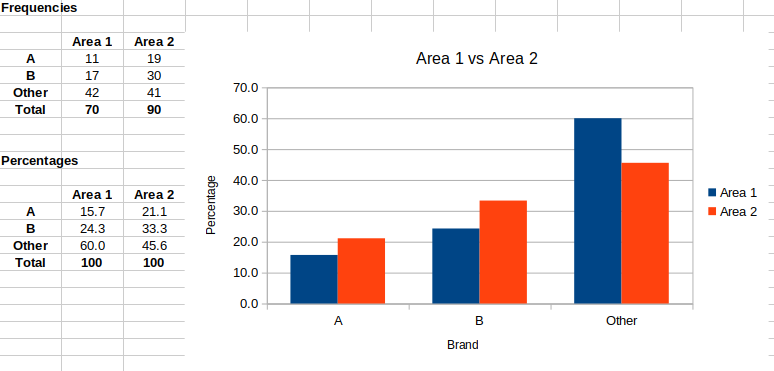 Frequencies
Area 1 Area 2
A 11 19
B 17 30
Other 42 41
Total 70 90
Percentages
Area 1 Area 2
A 15.7 21.1
B 24.3 33.3
Other 60.0 45.6
Total 100 100
Area 1 vs Area 2
Percentage
70.0
60.0
50.0
40.0
30.0
20.0
10.0
0.0
A B Other
Brand
Area 1
Area 2